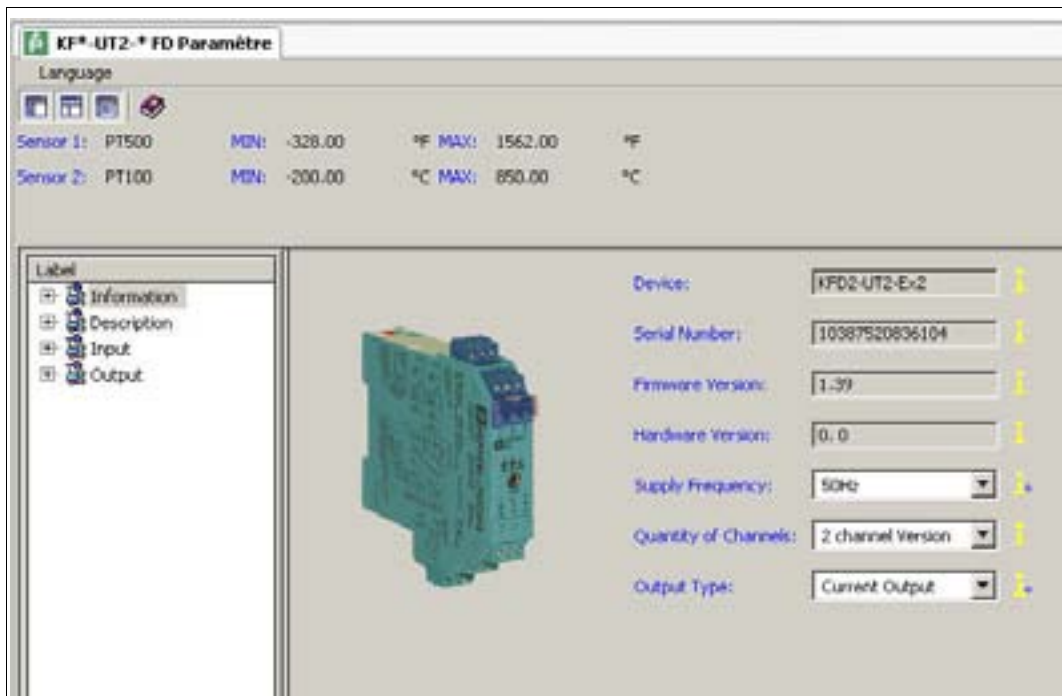 KF*-UT2-* FD Paramètre
Language
Sensor 1: PT500 MIN: -328.00 °F MAX: 1562.00 °F
Sensor 2: PT100 MIN: -200.00 °C MAX: 850.00 °C
Label
Information
Description
Input
Output
Device: KFD2-UT2-Ex2
Serial Number: 10387520836104
Firmware Version: 1.39
Hardware Version: 0.0
Supply Frequency: 50Hz
Quantity of Channels: 2 channel Version
Output Type: Current Output